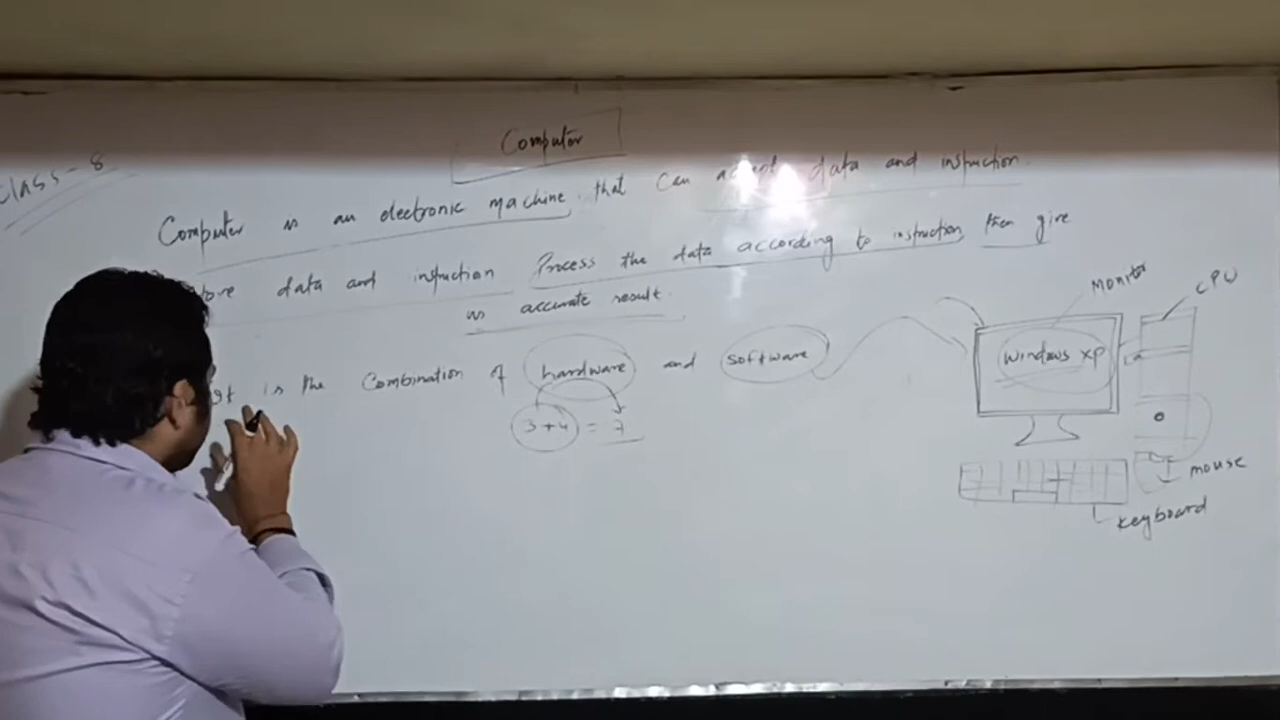 Computer
Class - 8
Computer is an electronic machine that can accept data and instruction.
data and instruction Process the data according to instruction then give
us accurate result.
It is the Combination of hardware and software
3+4 = 7
Monitor
CPU
Windows XP
mouse
Keyboard